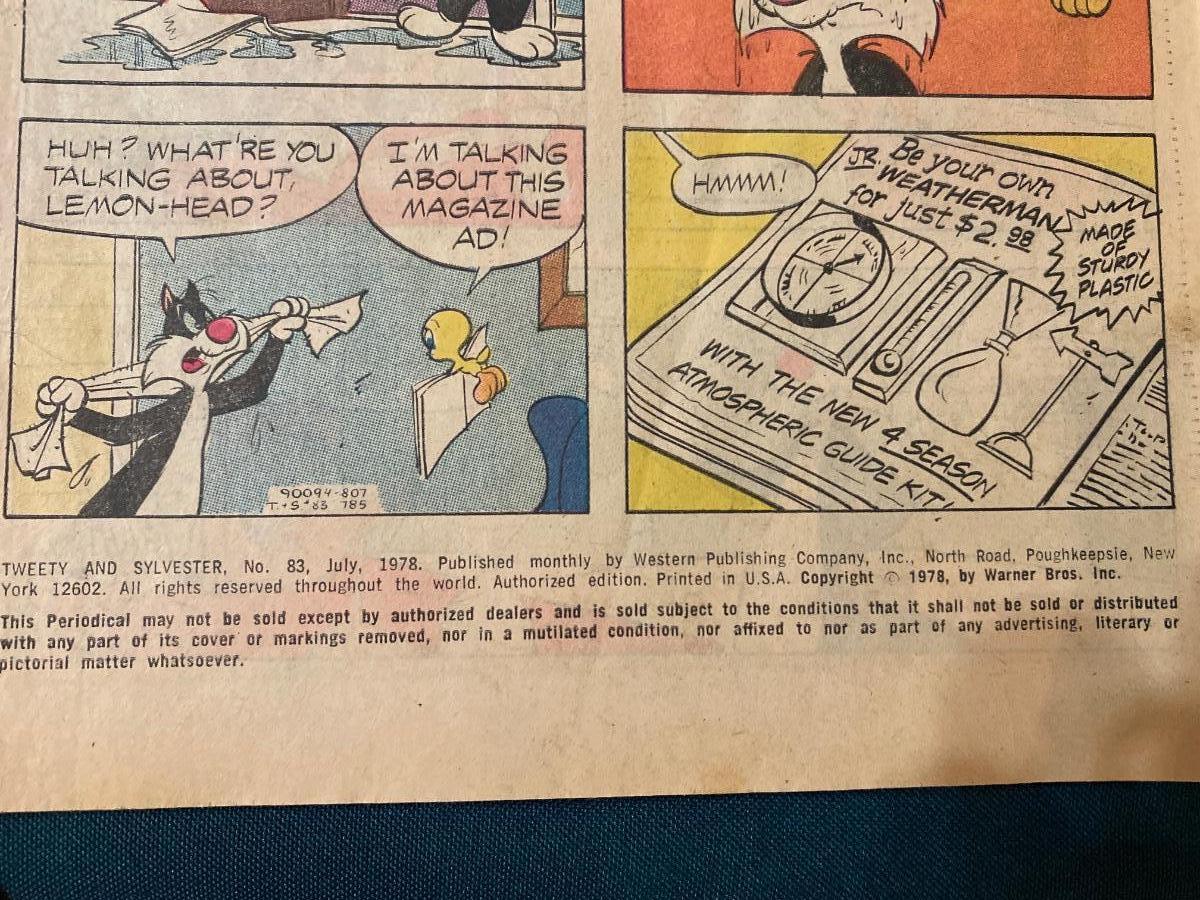 HUH? WHAT'RE YOU
TALKING ABOUT,
LEMON-HEAD?
I'M TALKING
ABOUT THIS
MAGAZINE
AD!
90094-807
T.+S #83 785
HMMM!
Be your own
JR. WEATHERMAN
for just $2.98
MADE
OF
STURDY
PLASTIC
WITH THE NEW 4 SEASON
ATMOSPHERIC GUIDE KIT!
TWEETY AND SYLVESTER, No. 83, July, 1978. Published monthly by Western Publishing Company, Inc., North Road, Poughkeepsie, New
York 12602. All rights reserved throughout the world. Authorized edition. Printed in U.S.A. Copyright © 1978, by Warner Bros. Inc.
This Periodical may not be sold except by authorized dealers and is sold subject to the conditions that it shall not be sold or distributed
with any part of its cover or markings removed, nor in a mutilated condition, nor affixed to nor as part of any advertising, literary or
pictorial matter whatsoever.